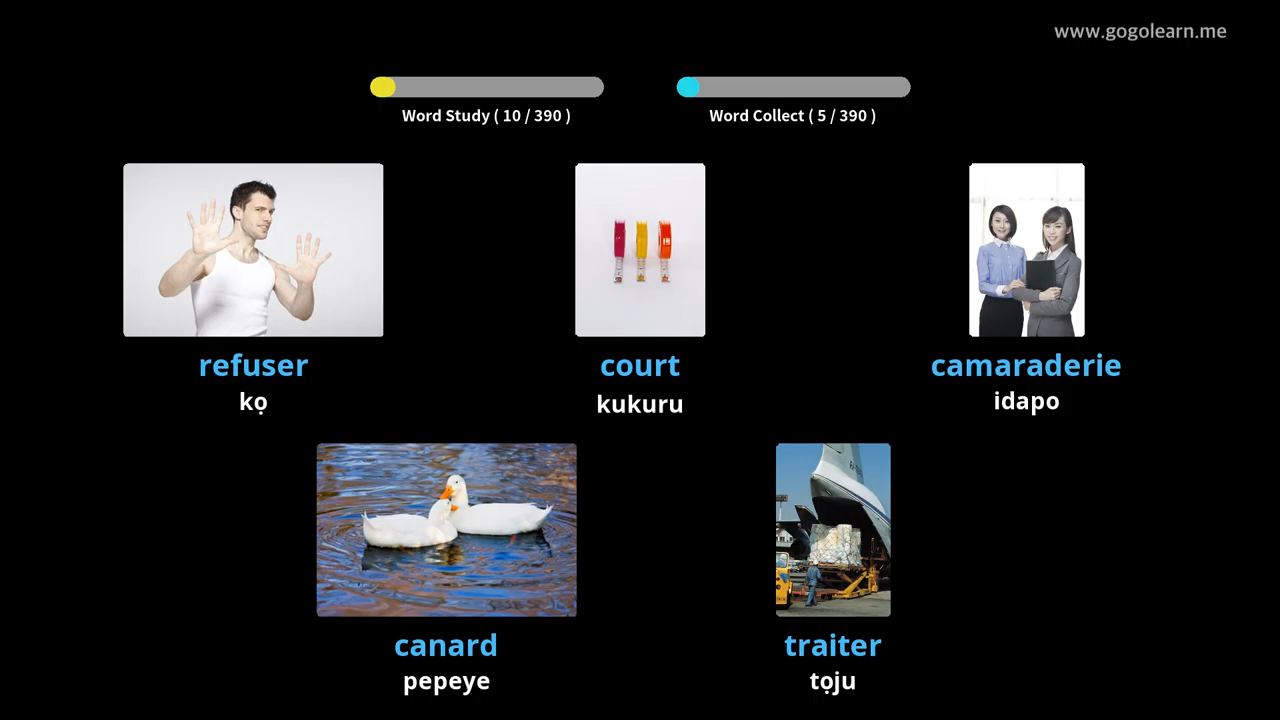 www.gogolearn.me
Word Study ( 10 / 390 )
Word Collect ( 5 / 390 )
refuser
kọ
court
kukuru
camaraderie
idapo
canard
pepeye
traiter
tọju